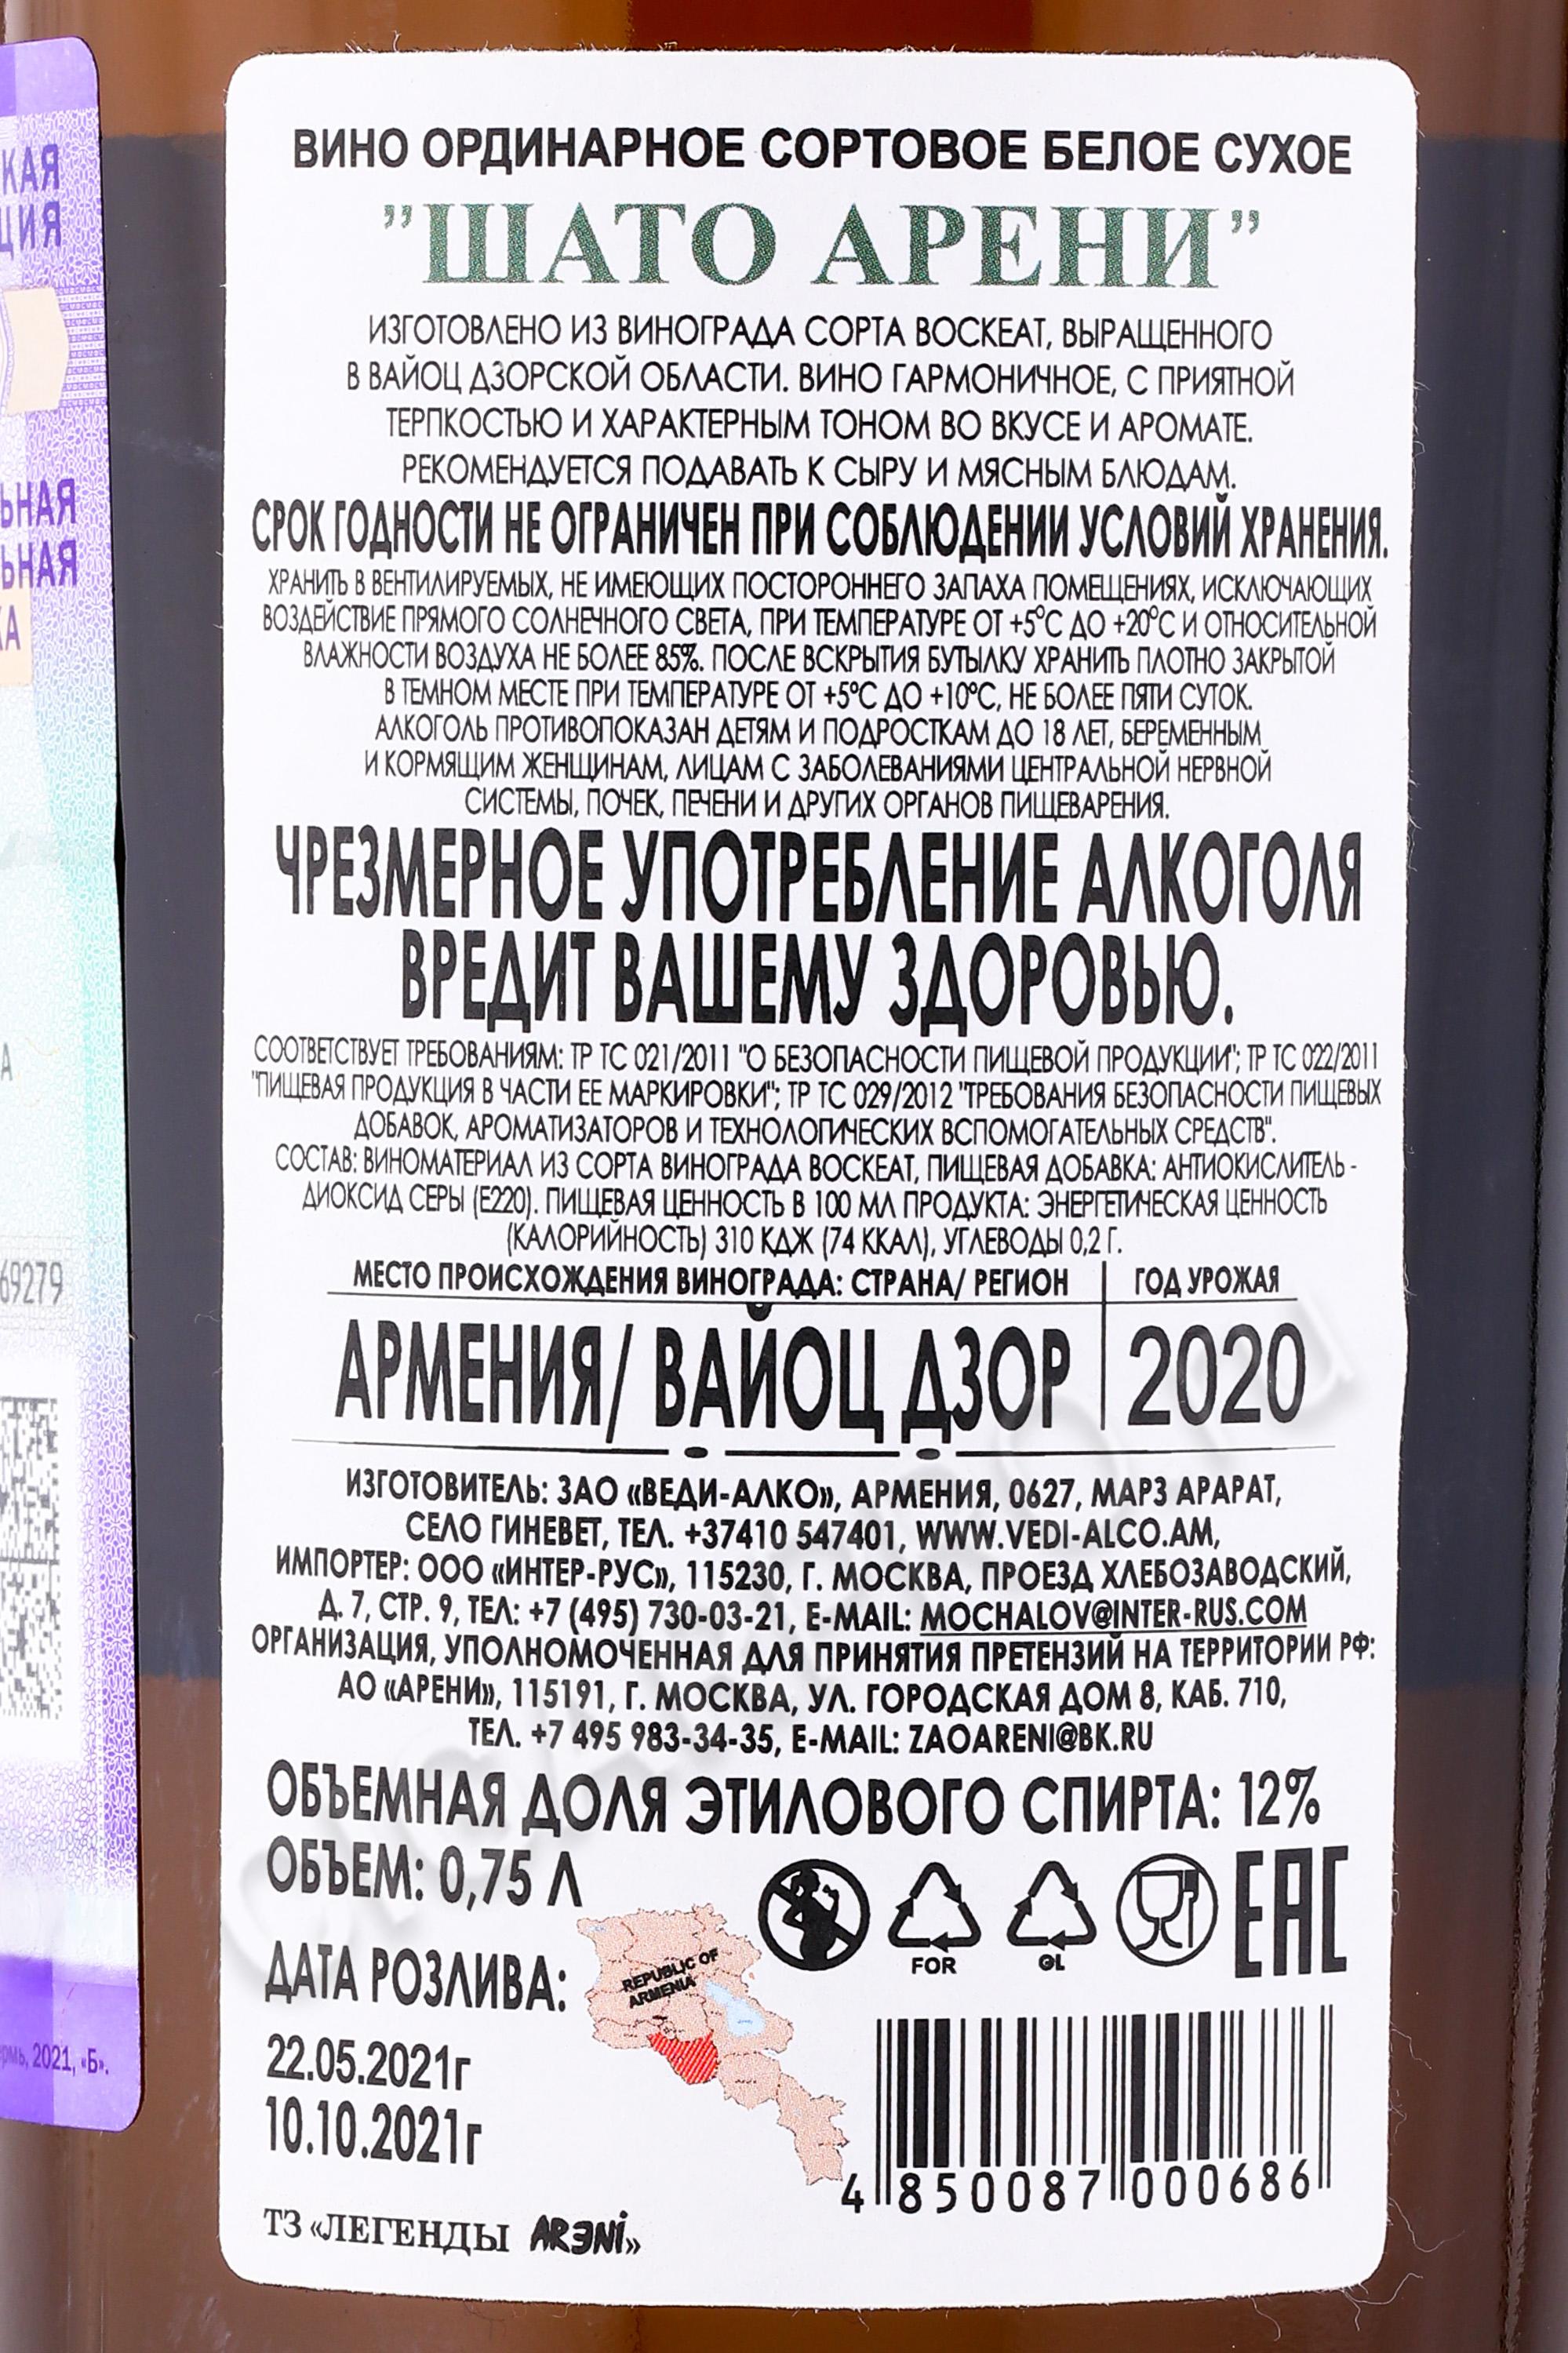 КАЯ
ЦИЯ
ЬНАЯ
ЬНАЯ
КА
А
69279
рмь, 2021, «Б».
ВИНО ОРДИНАРНОЕ СОРТОВОЕ БЕЛОЕ СУХОЕ
"ШАТО АРЕНИ"
ИЗГОТОВЛЕНО ИЗ ВИНОГРАДА СОРТА ВОСКЕАТ, ВЫРАЩЕННОГО
В ВАЙОЦ ДЗОРСКОЙ ОБЛАСТИ. ВИНО ГАРМОНИЧНОЕ, С ПРИЯТНОЙ
ТЕРПКОСТЬЮ И ХАРАКТЕРНЫМ ТОНОМ ВО ВКУСЕ И АРОМАТЕ.
РЕКОМЕНДУЕТСЯ ПОДАВАТЬ К СЫРУ И МЯСНЫМ БЛЮДАМ.
СРОК ГОДНОСТИ НЕ ОГРАНИЧЕН ПРИ СОБЛЮДЕНИИ УСЛОВИЙ ХРАНЕНИЯ.
ХРАНИТЬ В ВЕНТИЛИРУЕМЫХ, НЕ ИМЕЮЩИХ ПОСТОРОННЕГО ЗАПАХА ПОМЕЩЕНИЯХ, ИСКЛЮЧАЮЩИХ
ВОЗДЕЙСТВИЕ ПРЯМОГО СОЛНЕЧНОГО СВЕТА, ПРИ ТЕМПЕРАТУРЕ ОТ +5°С ДО +20°С И ОТНОСИТЕЛЬНОЙ
ВЛАЖНОСТИ ВОЗДУХА НЕ БОЛЕЕ 85%. ПОСЛЕ ВСКРЫТИЯ БУТЫЛКУ ХРАНИТЬ ПЛОТНО ЗАКРЫТОЙ
В ТЕМНОМ МЕСТЕ ПРИ ТЕМПЕРАТУРЕ ОТ +5°С ДО +10°С, НЕ БОЛЕЕ ПЯТИ СУТОК.
АЛКОГОЛЬ ПРОТИВОПОКАЗАН ДЕТЯМ И ПОДРОСТКАМ ДО 18 ЛЕТ, БЕРЕМЕННЫМ
И КОРМЯЩИМ ЖЕНЩИНАМ, ЛИЦАМ С ЗАБОЛЕВАНИЯМИ ЦЕНТРАЛЬНОЙ НЕРВНОЙ
СИСТЕМЫ, ПОЧЕК, ПЕЧЕНИ И ДРУГИХ ОРГАНОВ ПИЩЕВАРЕНИЯ.
ЧРЕЗМЕРНОЕ УПОТРЕБЛЕНИЕ АЛКОГОЛЯ
ВРЕДИТ ВАШЕМУ ЗДОРОВЬЮ.
СООТВЕТСТВУЕТ ТРЕБОВАНИЯМ: ТР ТС 021/2011 "О БЕЗОПАСНОСТИ ПИЩЕВОЙ ПРОДУКЦИИ"; ТР ТС 022/2011
"ПИЩЕВАЯ ПРОДУКЦИЯ В ЧАСТИ ЕЕ МАРКИРОВКИ"; ТР ТС 029/2012 "ТРЕБОВАНИЯ БЕЗОПАСНОСТИ ПИЩЕВЫХ
ДОБАВОК, АРОМАТИЗАТОРОВ И ТЕХНОЛОГИЧЕСКИХ ВСПОМОГАТЕЛЬНЫХ СРЕДСТВ".
СОСТАВ: ВИНОМАТЕРИАЛ ИЗ СОРТА ВИНОГРАДА ВОСКЕАТ, ПИЩЕВАЯ ДОБАВКА: АНТИОКИСЛИТЕЛЬ -
ДИОКСИД СЕРЫ (Е220). ПИЩЕВАЯ ЦЕННОСТЬ В 100 МЛ ПРОДУКТА: ЭНЕРГЕТИЧЕСКАЯ ЦЕННОСТЬ
(КАЛОРИЙНОСТЬ) 310 КДЖ (74 ККАЛ), УГЛЕВОДЫ 0,2 Г.
МЕСТО ПРОИСХОЖДЕНИЯ ВИНОГРАДА: СТРАНА/ РЕГИОН ГОД УРОЖАЯ
АРМЕНИЯ/ ВАЙОЦ ДЗОР 2020
ИЗГОТОВИТЕЛЬ: ЗАО «ВЕДИ-АЛКО», АРМЕНИЯ, 0627, МАРЗ АРАРАТ,
СЕЛО ГИНЕВЕТ, ТЕЛ. +37410 547401, WWW.VEDI-ALCO.AM,
ИМПОРТЕР: ООО «ИНТЕР-РУС», 115230, Г. МОСКВА, ПРОЕЗД ХЛЕБОЗАВОДСКИЙ,
Д. 7, СТР. 9, ТЕЛ: +7 (495) 730-03-21, E-MAIL: MOCHALOV@INTER-RUS.COM
ОРГАНИЗАЦИЯ, УПОЛНОМОЧЕННАЯ ДЛЯ ПРИНЯТИЯ ПРЕТЕНЗИЙ НА ТЕРРИТОРИИ РФ:
АО «АРЕНИ», 115191, Г. МОСКВА, УЛ. ГОРОДСКАЯ ДОМ 8, КАБ. 710,
ТЕЛ. +7 495 983-34-35, E-MAIL: ZAOARENI@BK.RU
ОБЪЕМНАЯ ДОЛЯ ЭТИЛОВОГО СПИРТА: 12%
ОБЪЕМ: 0,75 Л
FOR
GL
EAC
REPUBLIC OF
ARMENIA
ДАТА РОЗЛИВА:
22.05.2021г
10.10.2021г
4 850087 000686
ТЗ «ЛЕГЕНДЫ ARENI»